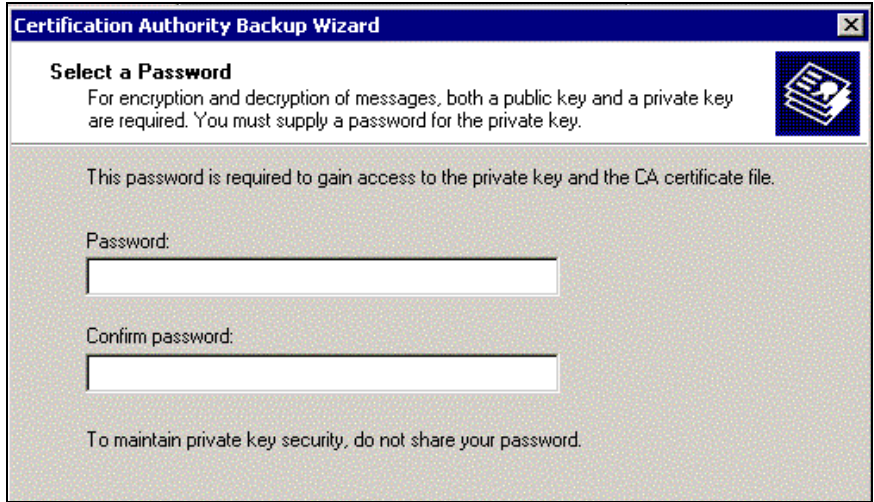 Certification Authority Backup Wizard
Select a Password
For encryption and decryption of messages, both a public key and a private key
are required. You must supply a password for the private key.
This password is required to gain access to the private key and the CA certificate file.
Password:
Confirm password:
To maintain private key security, do not share your password.